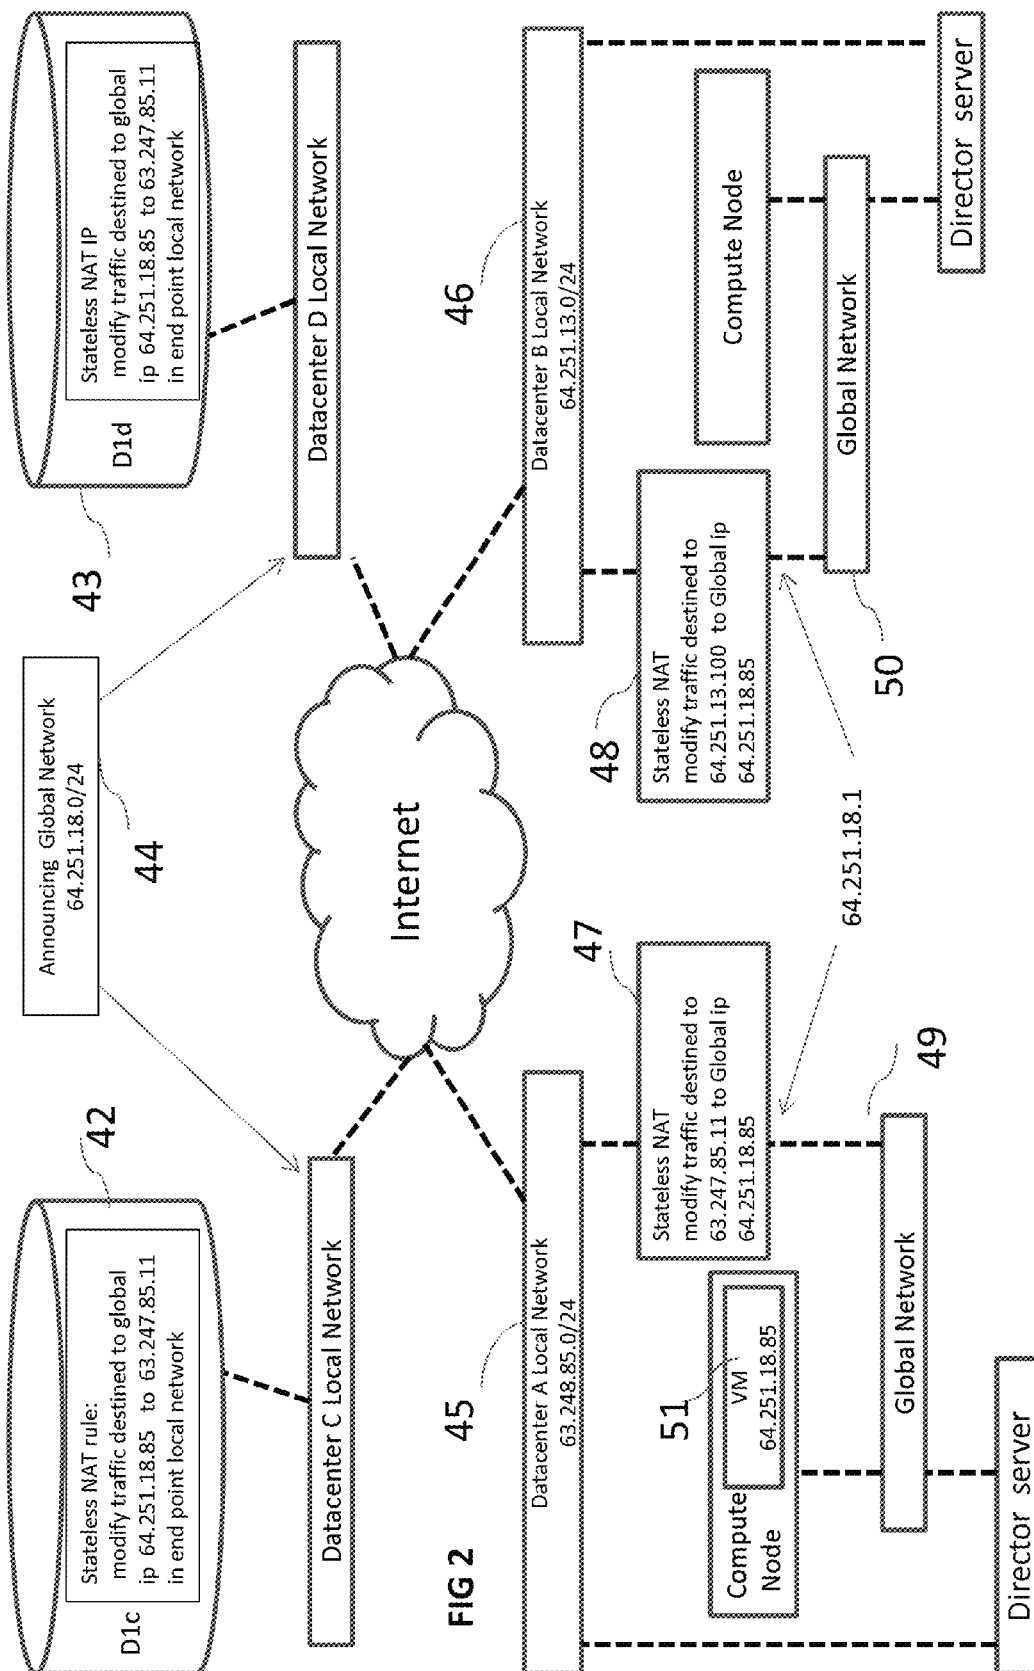 Stateless NAT rule:
modify traffic destined to global
ip 64.251.18.85 to 63.247.85.11
in end point local network
D1c
42
Announcing Global Network
64.251.18.0/24
44
Stateless NAT IP
modify traffic destined to global
ip 64.251.18.85 to 63.247.85.11
in end point local network
D1d
43
Datacenter C Local Network
Internet
Datacenter D Local Network
FIG 2
45
Datacenter A Local Network
63.248.85.0/24
46
Datacenter B Local Network
64.251.13.0/24
47
Stateless NAT
modify traffic destined to
63.247.85.11 to Global ip
64.251.18.85
48
Stateless NAT
modify traffic destined to
64.251.13.100 to Global ip
64.251.18.85
51
Compute
Node
VM
64.251.18.85
Compute Node
64.251.18.1
49
Global Network
50
Global Network
Director server
Director server